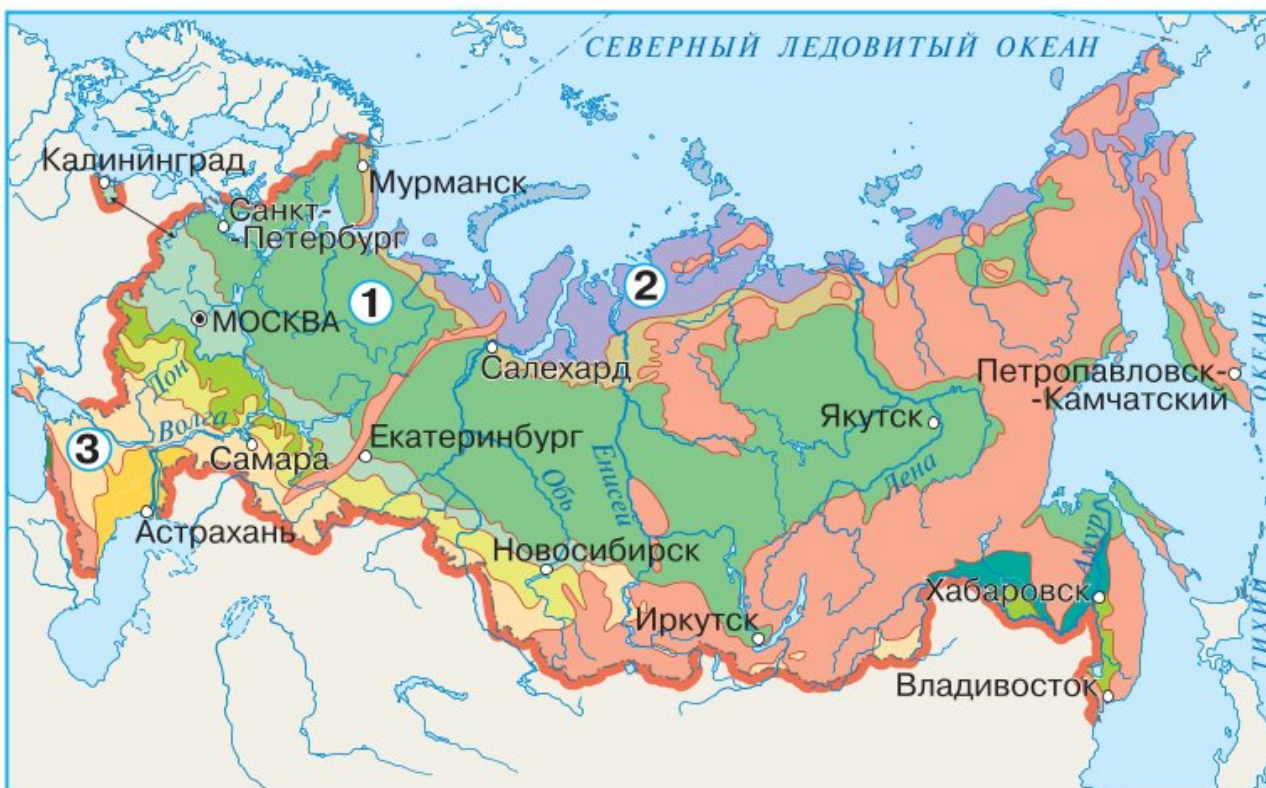 СЕВЕРНЫЙ ЛЕДОВИТЫЙ ОКЕАН
Калининград
Мурманск
Санкт-
-Петербург
1
2
МОСКВА
Салехард
Петропавловск-
-Камчатский
Дон
Якутск
Волга
3
Самара
Екатеринбург
Обь
Енисей
Лена
Астрахань
Новосибирск
Амур
Хабаровск
Иркутск
Владивосток
ТИХИЙ ОКЕАН